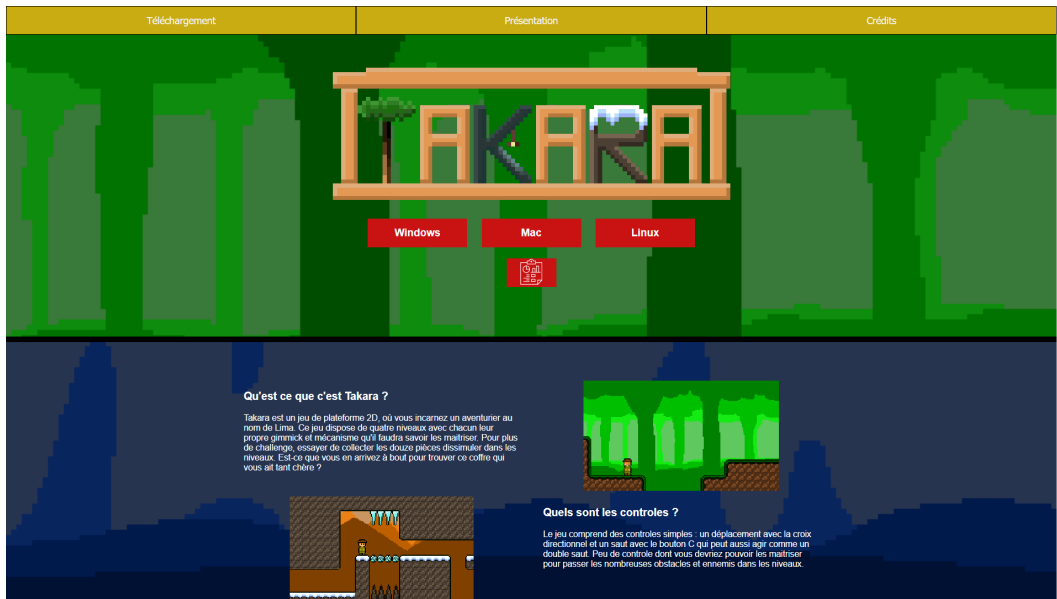 Téléchargement
Présentation
Crédits
TAKARA
Windows
Mac
Linux
Qu'est ce que c'est Takara ?
Takara est un jeu de plateforme 2D, où vous incarnez un aventurier au
nom de Lima. Ce jeu dispose de quatre niveaux avec chacun leur
propre gimmick et mécanisme qu'il faudra savoir les maitriser. Pour plus
de challenge, essayer de collecter les douze pièces dissimuler dans les
niveaux. Est-ce que vous en arrivez à bout pour trouver ce coffre qui
vous ait tant chère ?
Quels sont les controles ?
Le jeu comprend des controles simples : un déplacement avec la croix
directionnel et un saut avec le bouton C qui peut aussi agir comme un
double saut. Peu de controle dont vous devriez pouvoir les maitriser
pour passer les nombreuses obstacles et ennemis dans les niveaux.